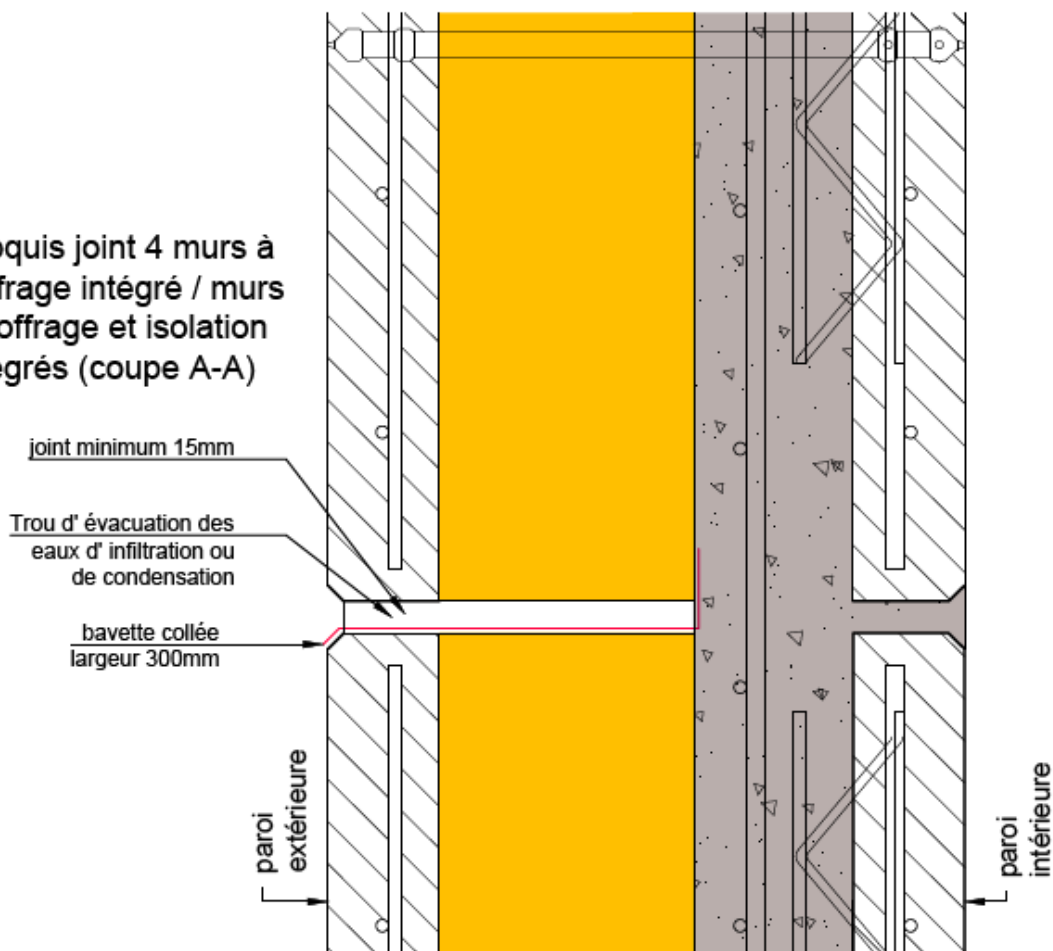 oquis joint 4 murs à
frage intégré / murs
offrage et isolation
égrés (coupe A-A)
joint minimum 15mm
Trou d' évacuation des
eaux d' infiltration ou
de condensation
bavette collée
largeur 300mm
paroi
extérieure
paroi
intérieure